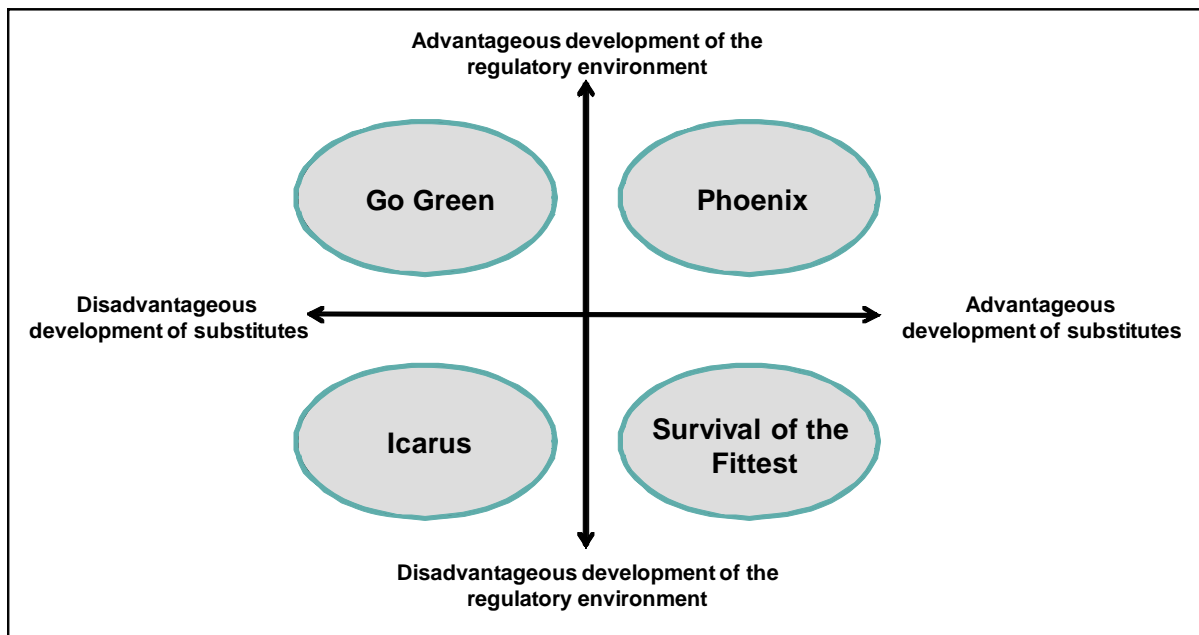 Advantageous development of the
regulatory environment
Go Green
Phoenix
Disadvantageous
development of substitutes
Advantageous
development of substitutes
Icarus
Survival of the
Fittest
Disadvantageous development of the
regulatory environment